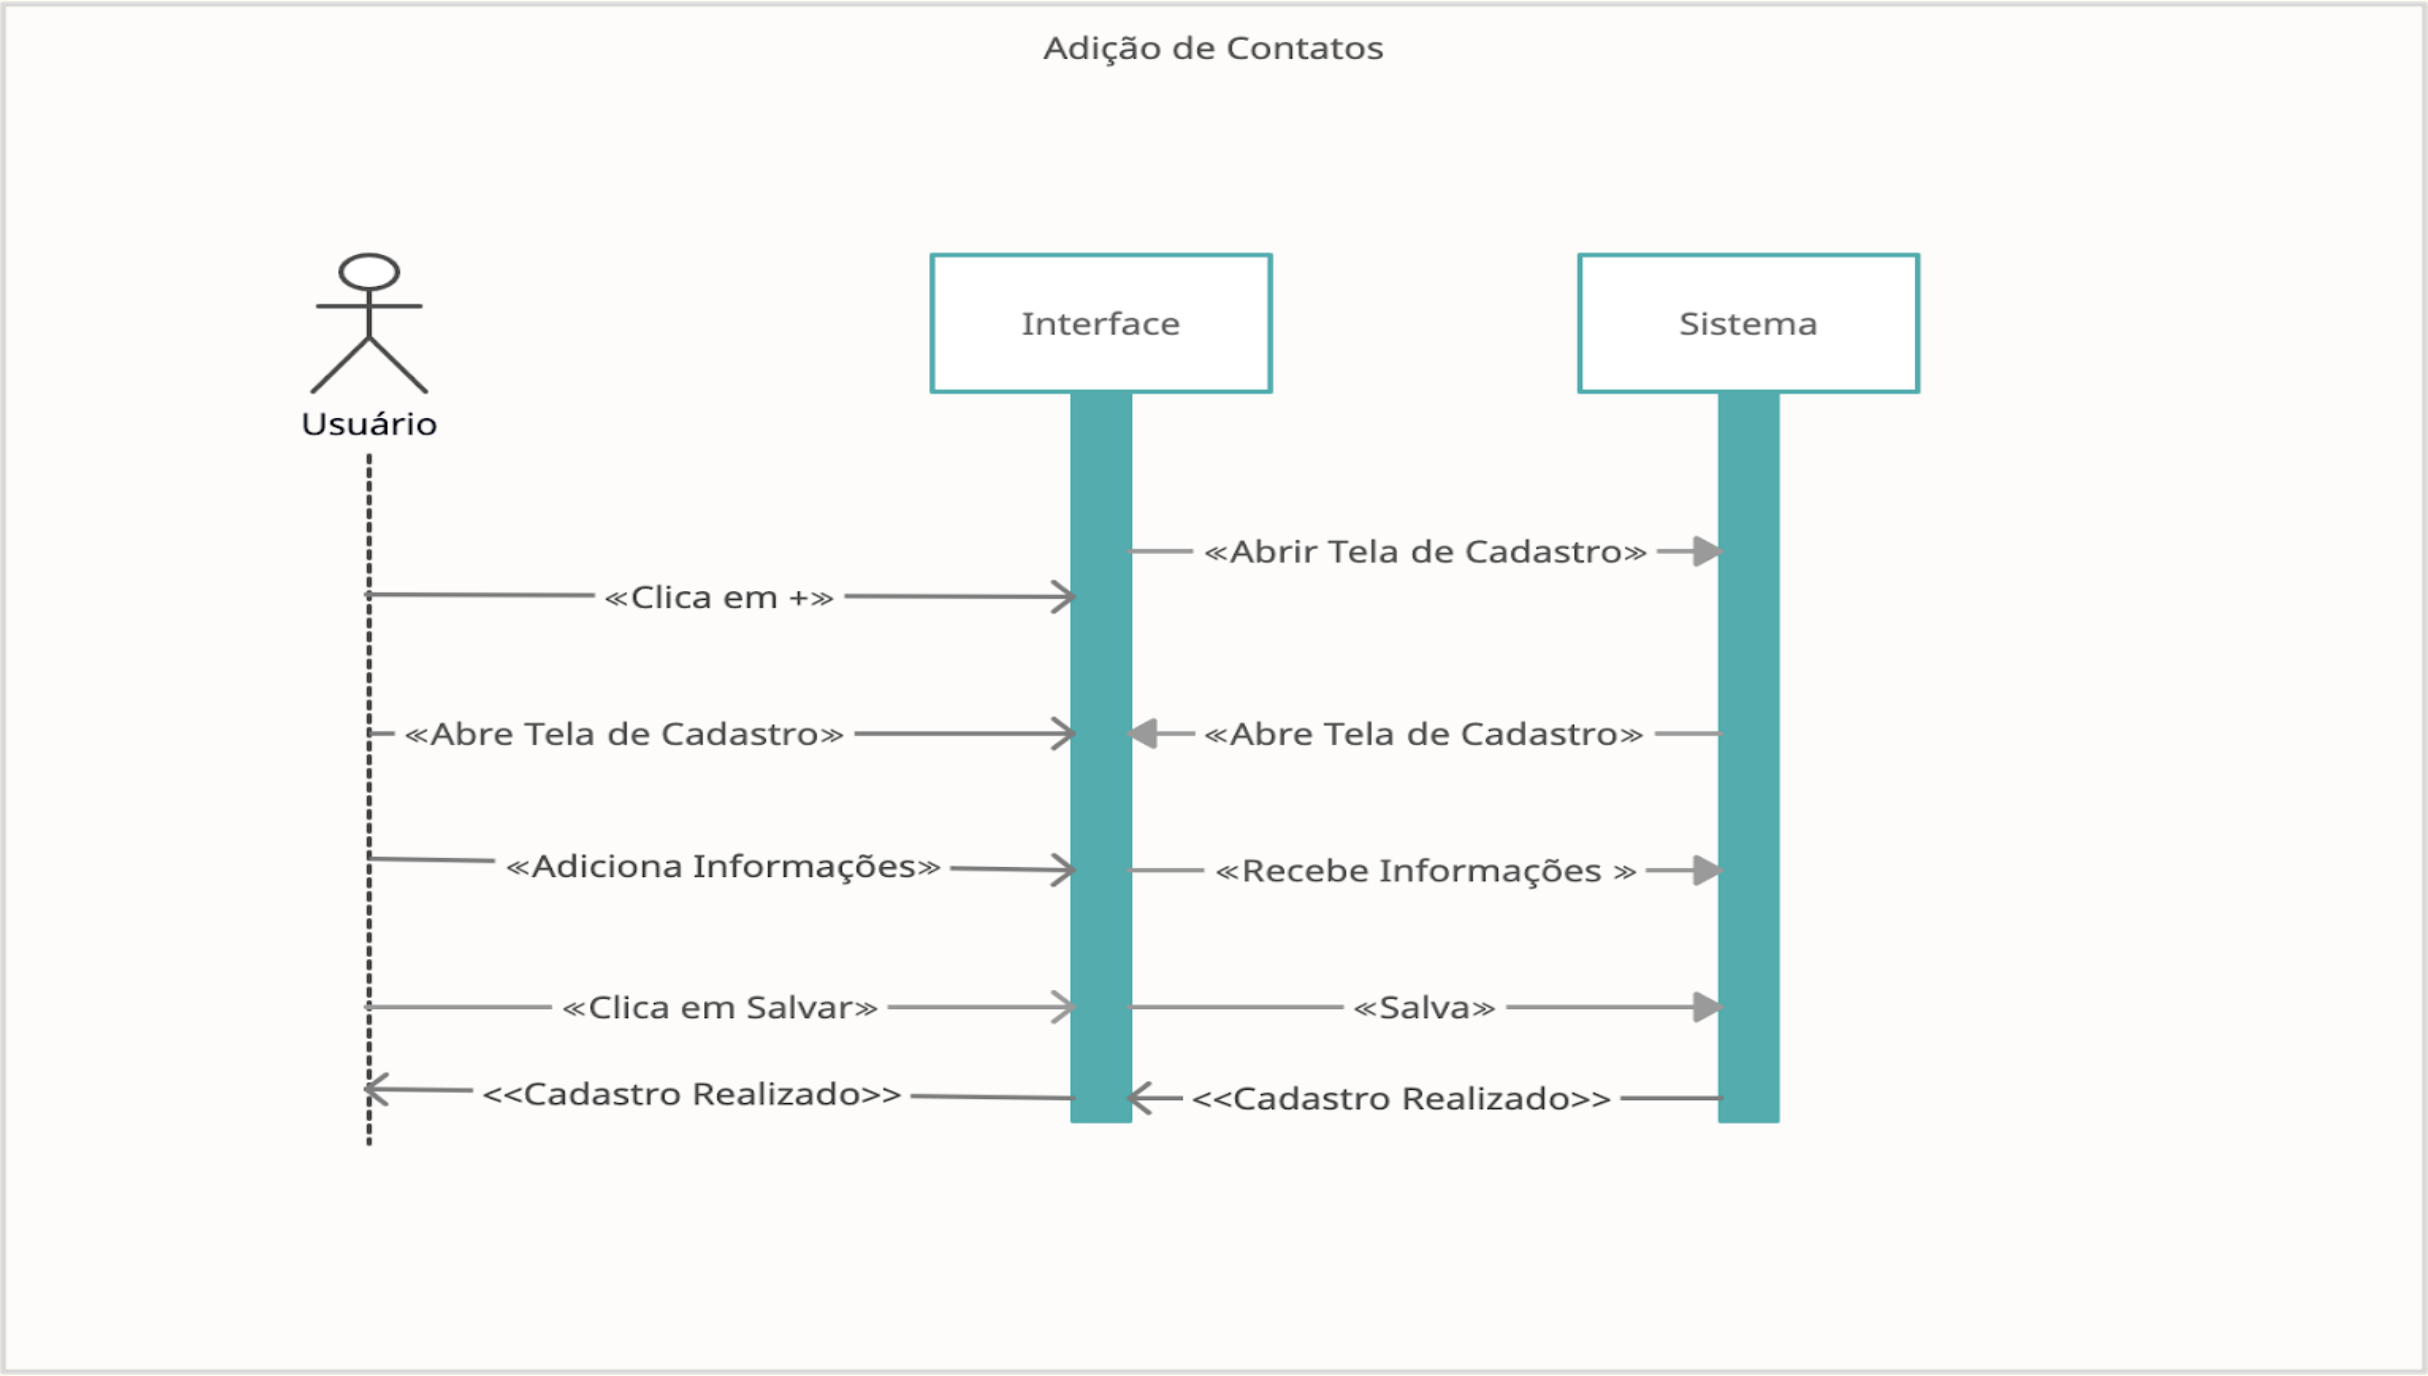 Adição de Contatos
Interface
Sistema
Usuário
«Abrir Tela de Cadastro»
«Clica em +»
«Abre Tela de Cadastro»
«Abre Tela de Cadastro»
«Adiciona Informações»
«Recebe Informações »
«Clica em Salvar»
«Salva»
<<Cadastro Realizado>>
<<Cadastro Realizado>>